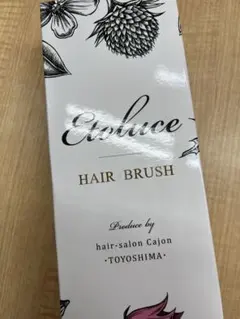 Etoluce
HAIR BRUSH
Produce by
hair-salon Cajon
・TOYOSHIMA・